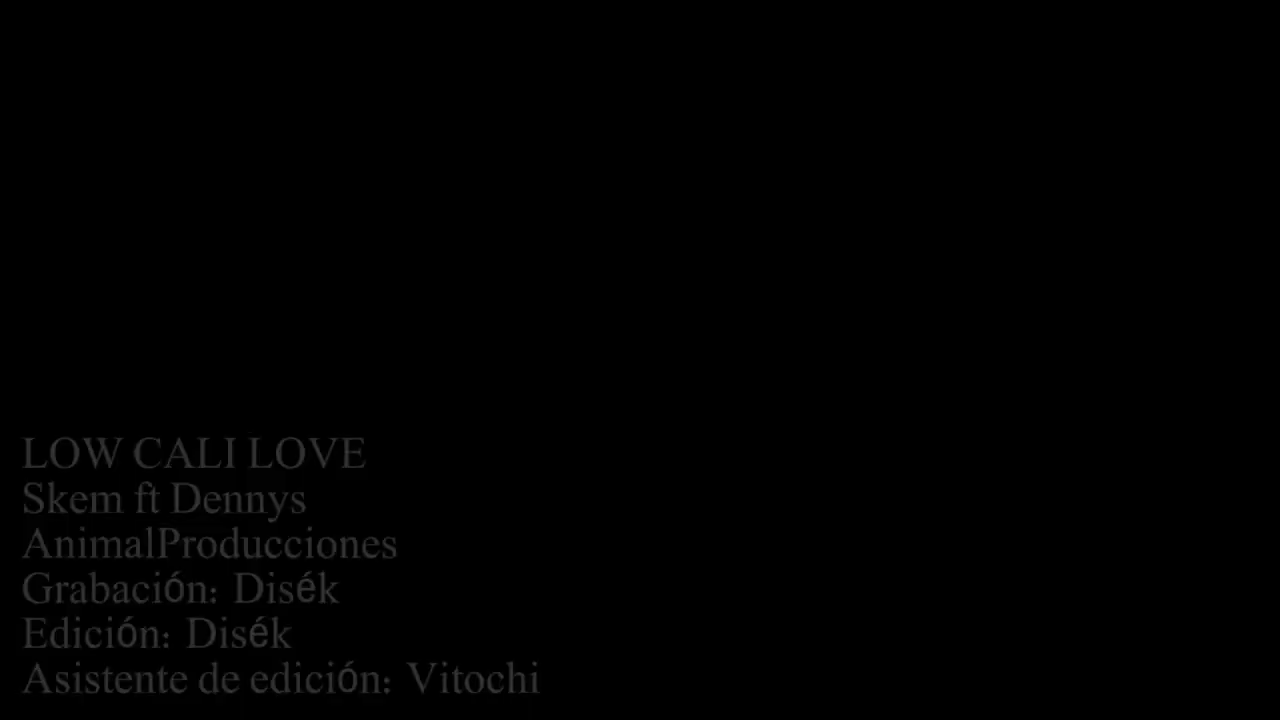 LOW CALI LOVE
Skem ft Dennys
AnimalProducciones
Grabación: Disék
Edición: Disék
Asistente de edición: Vitochi